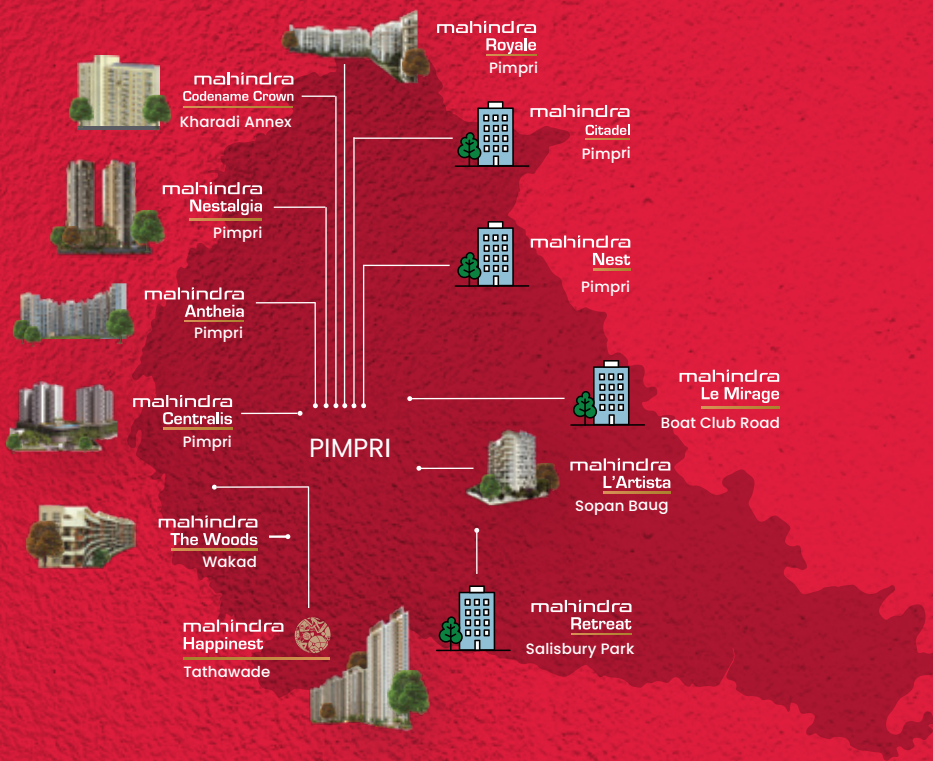 mahindra
Royale
Pimpri
mahindra
Codename Crown
Kharadi Annex
mahindra
Citadel
Pimpri
mahindra
Nestalgia
Pimpri
mahindra
Nest
Pimpri
mahindra
Antheia
Pimpri
mahindra
Le Mirage
Boat Club Road
mahindra
Centralis
Pimpri
PIMPRI
mahindra
L'Artista
Sopan Baug
mahindra
The Woods
Wakad
mahindra
Retreat
Salisbury Park
mahindra
Happinest
Tathawade